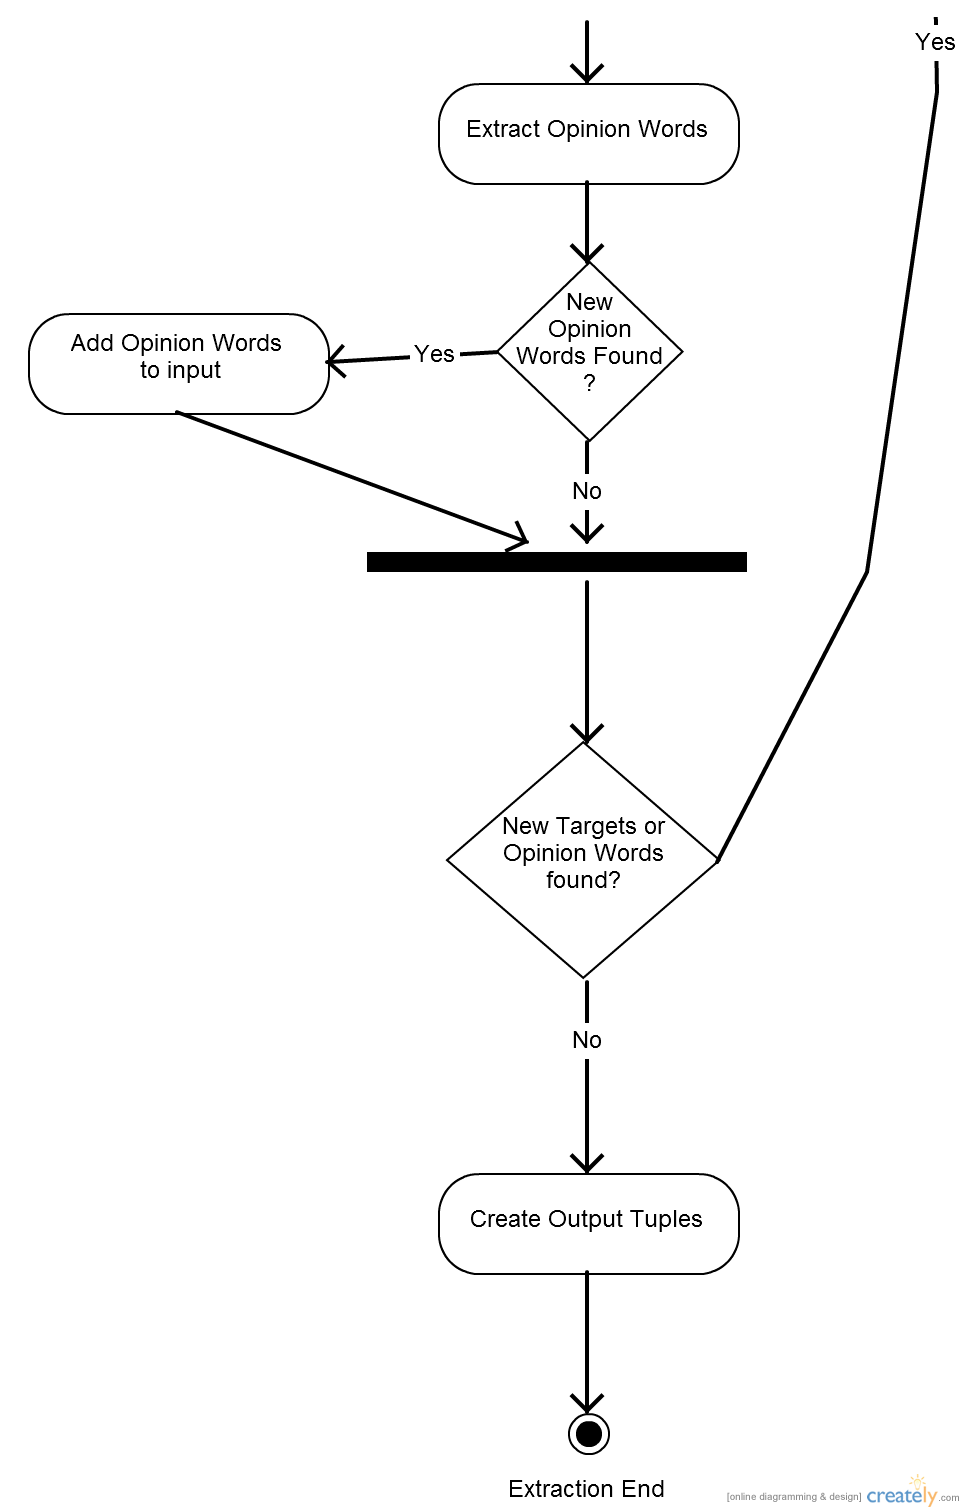 Yes
Extract Opinion Words
New
Opinion
Words Found
?
Add Opinion Words
to input
Yes
No
New Targets or
Opinion Words
found?
No
Create Output Tuples
Extraction End
[online diagramming & design] creately.com